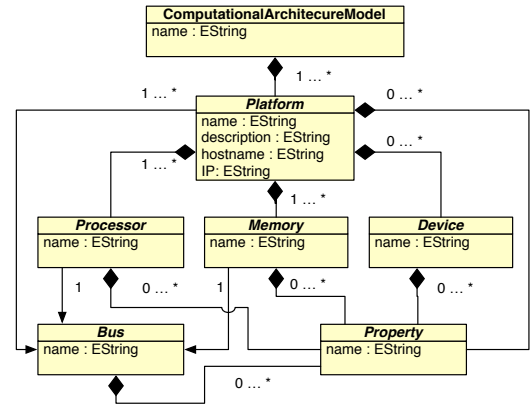 ComputationalArchitecureModel
name : EString
1 ... *
1 ... *
0 ... *
Platform
name : EString
description : EString
hostname : EString
IP: EString
1 ... *
0 ... *
1 ... *
Processor
name : EString
Memory
name : EString
Device
name : EString
1
0 ... *
1
0 ... *
0 ... *
Bus
name : EString
Property
name : EString
0 ... *